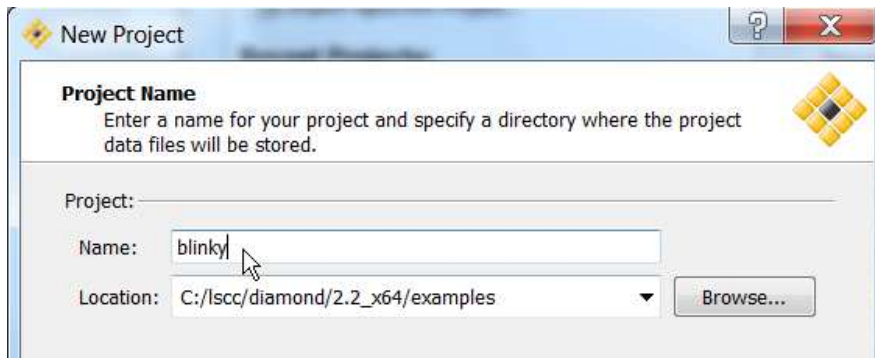 New Project
Project Name
Enter a name for your project and specify a directory where the project
data files will be stored.
Project:
Name: blinky
Location: C:/lscc/diamond/2.2_x64/examples Browse...